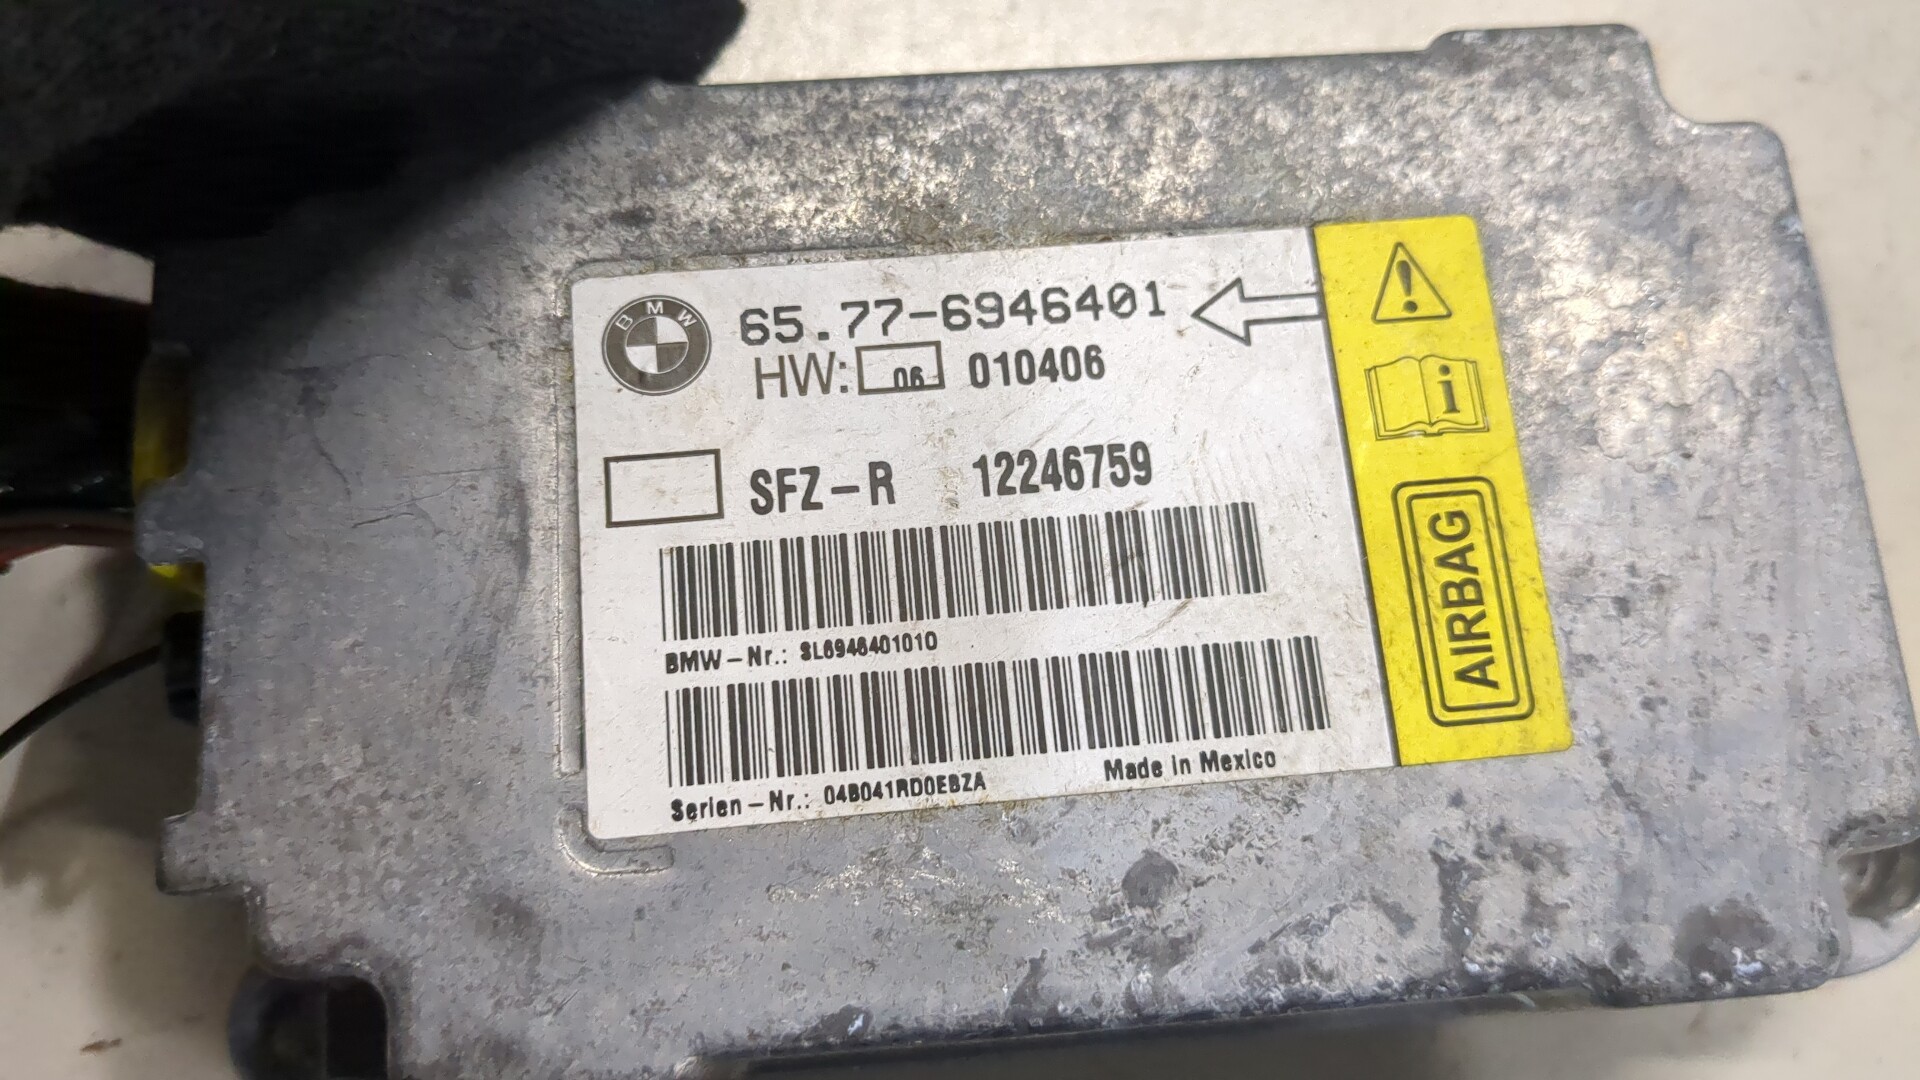 BMW
65.77-6946401
HW: 06 010406
SFZ-R 12246759
BMW-Nr.: SL6946401010
Serien-Nr.: 04B041RD0EBZA
Made in Mexico
AIRBAG